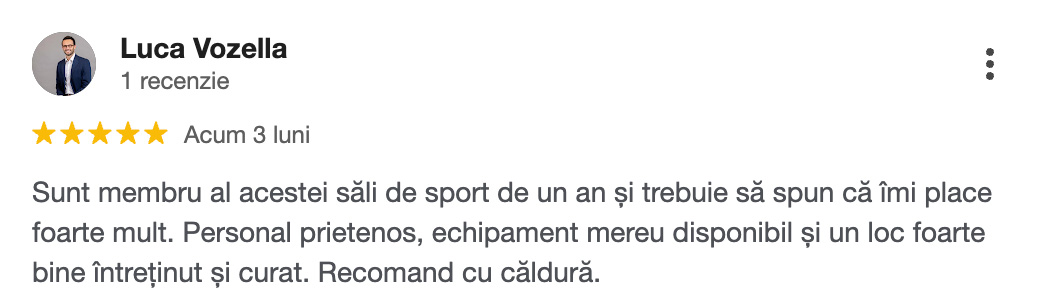 Luca Vozella
1 recenzie
Acum 3 luni
Sunt membru al acestei săli de sport de un an și trebuie să spun că îmi place
foarte mult. Personal prietenos, echipament mereu disponibil și un loc foarte
bine întreținut și curat. Recomand cu căldură.